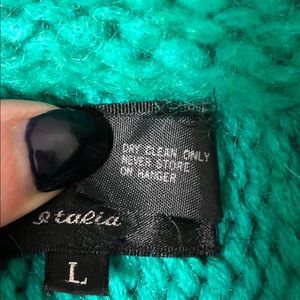 DRY CLEAN ONLY
NEVER STORE
ON HANGER
Italia
L